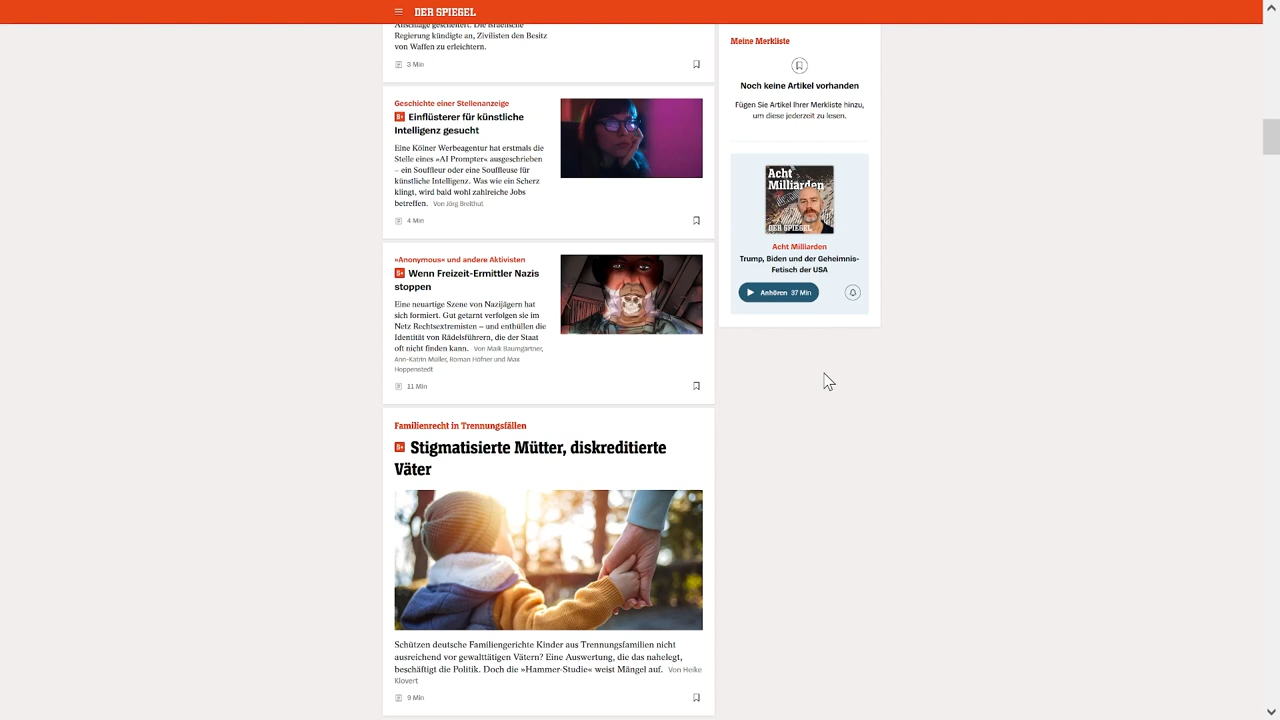 DER SPIEGEL
Anschläge gescheitert. Die israelische
Regierung kündigte an, Zivilisten den Besitz
von Waffen zu erleichtern.
3 Min
Geschichte einer Stellenanzeige
S+ Einflüsterer für künstliche
Intelligenz gesucht
Eine Kölner Werbeagentur hat erstmals die
Stelle eines »AI Prompter« ausgeschrieben
– ein Souffleur oder eine Souffleuse für
künstliche Intelligenz. Was wie ein Scherz
klingt, wird bald wohl zahlreiche Jobs
betreffen. Von Jörg Breithut
4 Min
»Anonymous« und andere Aktivisten
S+ Wenn Freizeit-Ermittler Nazis
stoppen
Eine neuartige Szene von Nazijägern hat
sich formiert. Gut getarnt verfolgen sie im
Netz Rechtsextremisten – und enthüllen die
Identität von Rädelsführern, die der Staat
oft nicht finden kann. Von Maik Baumgärtner,
Ann-Katrin Müller, Roman Höfner und Max
Hoppenstedt
11 Min
Familienrecht in Trennungsfällen
S+ Stigmatisierte Mütter, diskreditierte
Väter
Schützen deutsche Familiengerichte Kinder aus Trennungsfamilien nicht
ausreichend vor gewalttätigen Vätern? Eine Auswertung, die das nahelegt,
beschäftigt die Politik. Doch die »Hammer-Studie« weist Mängel auf. Von Heike
Klovert
9 Min
Meine Merkliste
Noch keine Artikel vorhanden
Fügen Sie Artikel Ihrer Merkliste hinzu,
um diese jederzeit zu lesen.
Acht
Milliarden
DER SPIEGEL
Acht Milliarden
Trump, Biden und der Geheimnis-
Fetisch der USA
Anhören 37 Min